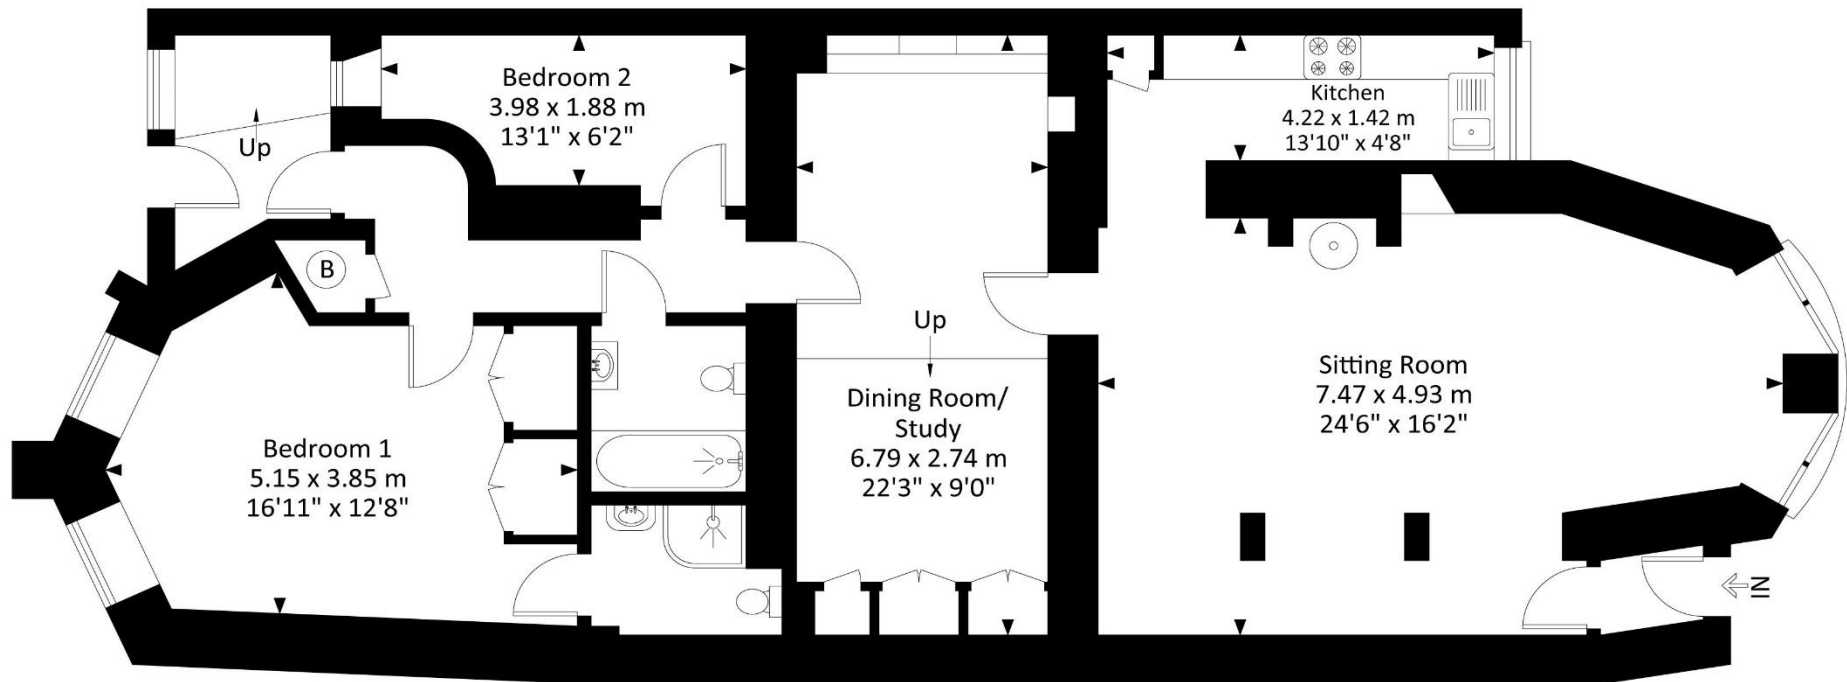 Bedroom 2
3.98 x 1.88 m
13'1" x 6'2"
Up
Kitchen
4.22 x 1.42 m
13'10" x 4'8"
B
Up
Bedroom 1
5.15 x 3.85 m
16'11" x 12'8"
Dining Room/
Study
6.79 x 2.74 m
22'3" x 9'0"
Sitting Room
7.47 x 4.93 m
24'6" x 16'2"
IN